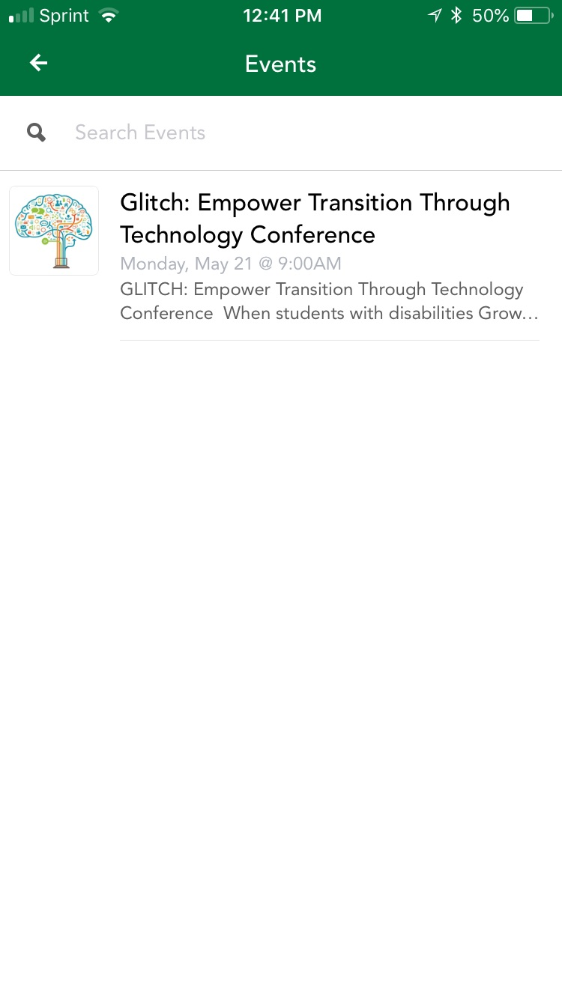 Sprint 12:41 PM 50%
Events
Search Events
Glitch: Empower Transition Through
Technology Conference
Monday, May 21 @ 9:00AM
GLITCH: Empower Transition Through Technology
Conference  When students with disabilities Grow...